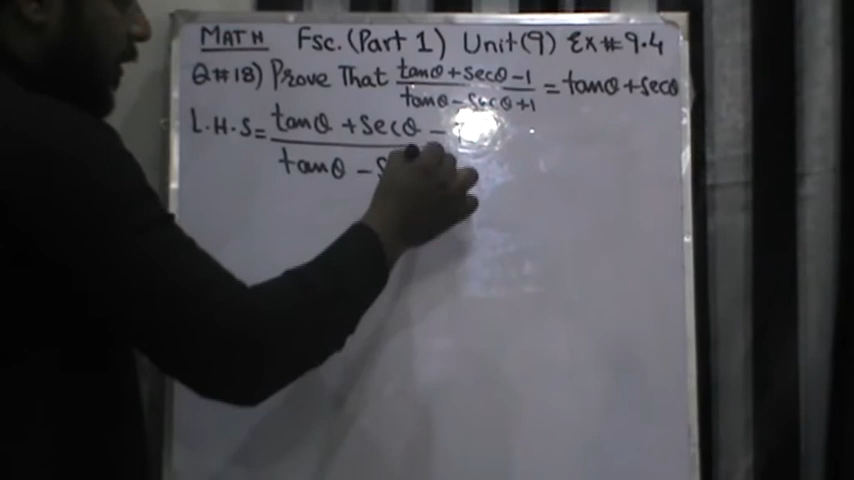 MATH Fsc. (Part 1) Unit(9) Ex#9.4
Q#18) Prove That tanθ+secθ-1 / tanθ-secθ+1 = tanθ+secθ
L.H.S= tanθ +secθ -
tanθ - s